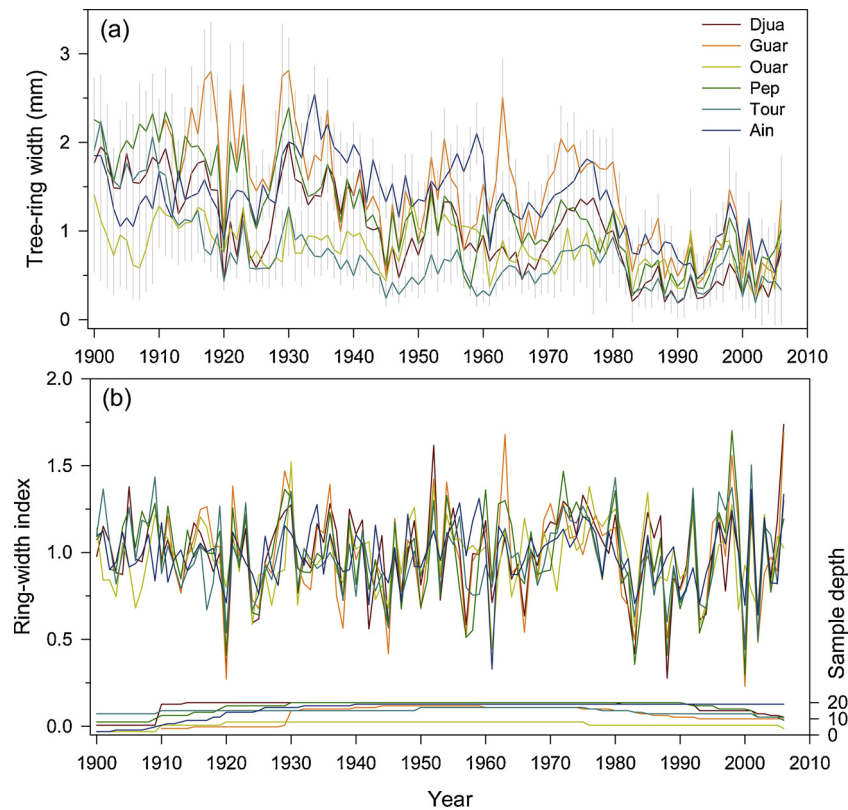 (a)
Djua
Guar
Ouar
Pep
Tour
Ain
Tree-ring width (mm)
3
2
1
0
1900 1910 1920 1930 1940 1950 1960 1970 1980 1990 2000 2010
(b)
Ring-width index
2.0
1.5
1.0
0.5
0.0
Sample depth
20
10
0
1900 1910 1920 1930 1940 1950 1960 1970 1980 1990 2000 2010
Year